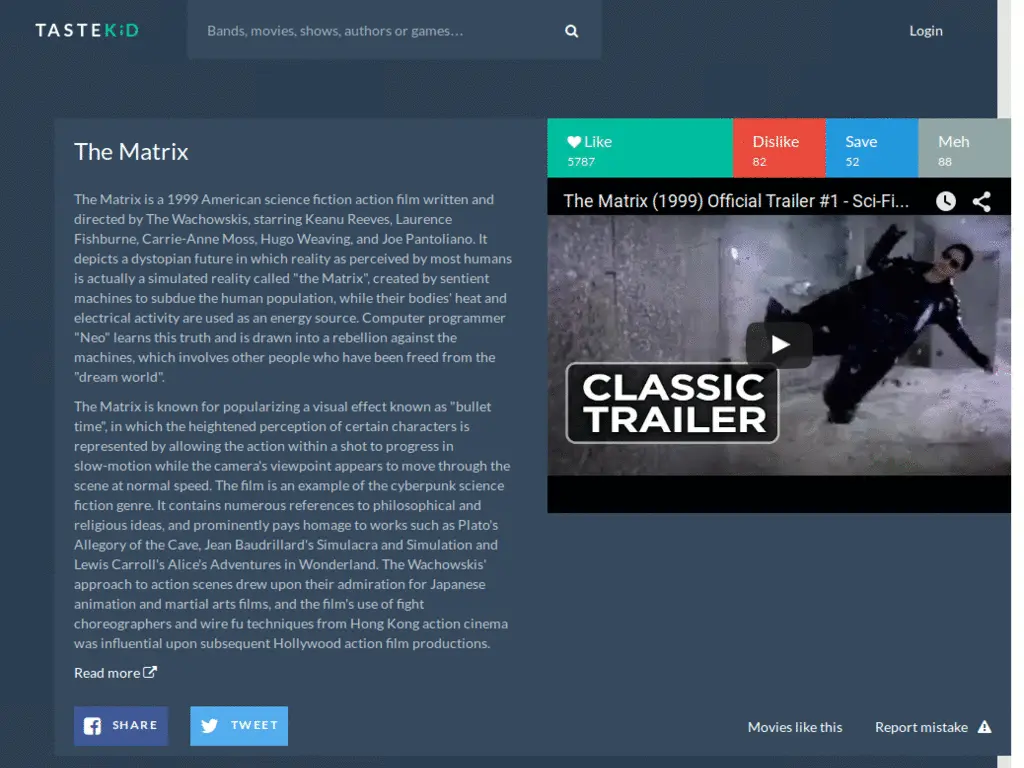 TASTEKiD
Bands, movies, shows, authors or games...
Login
The Matrix
The Matrix is a 1999 American science fiction action film written and
directed by The Wachowskis, starring Keanu Reeves, Laurence
Fishburne, Carrie-Anne Moss, Hugo Weaving, and Joe Pantoliano. It
depicts a dystopian future in which reality as perceived by most humans
is actually a simulated reality called "the Matrix", created by sentient
machines to subdue the human population, while their bodies' heat and
electrical activity are used as an energy source. Computer programmer
"Neo" learns this truth and is drawn into a rebellion against the
machines, which involves other people who have been freed from the
"dream world".
The Matrix is known for popularizing a visual effect known as "bullet
time", in which the heightened perception of certain characters is
represented by allowing the action within a shot to progress in
slow-motion while the camera's viewpoint appears to move through the
scene at normal speed. The film is an example of the cyberpunk science
fiction genre. It contains numerous references to philosophical and
religious ideas, and prominently pays homage to works such as Plato's
Allegory of the Cave, Jean Baudrillard's Simulacra and Simulation and
Lewis Carroll's Alice's Adventures in Wonderland. The Wachowskis'
approach to action scenes drew upon their admiration for Japanese
animation and martial arts films, and the film's use of fight
choreographers and wire fu techniques from Hong Kong action cinema
was influential upon subsequent Hollywood action film productions.
Read more
SHARE
TWEET
Like
5787
Dislike
82
Save
52
Meh
88
The Matrix (1999) Official Trailer #1 - Sci-Fi...
CLASSIC
TRAILER
Movies like this
Report mistake